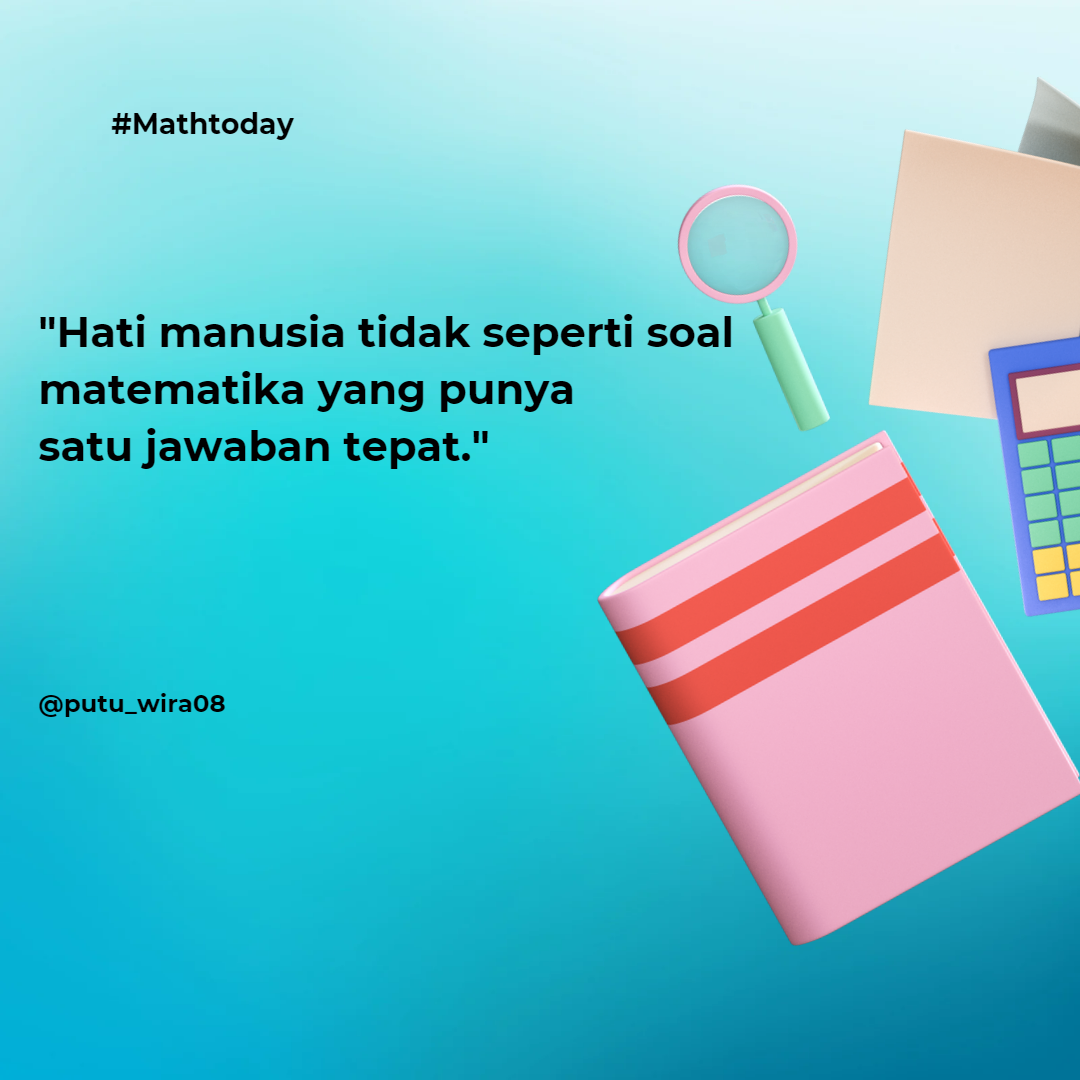 #Mathtoday
"Hati manusia tidak seperti soal
matematika yang punya
satu jawaban tepat."
@putu_wira08